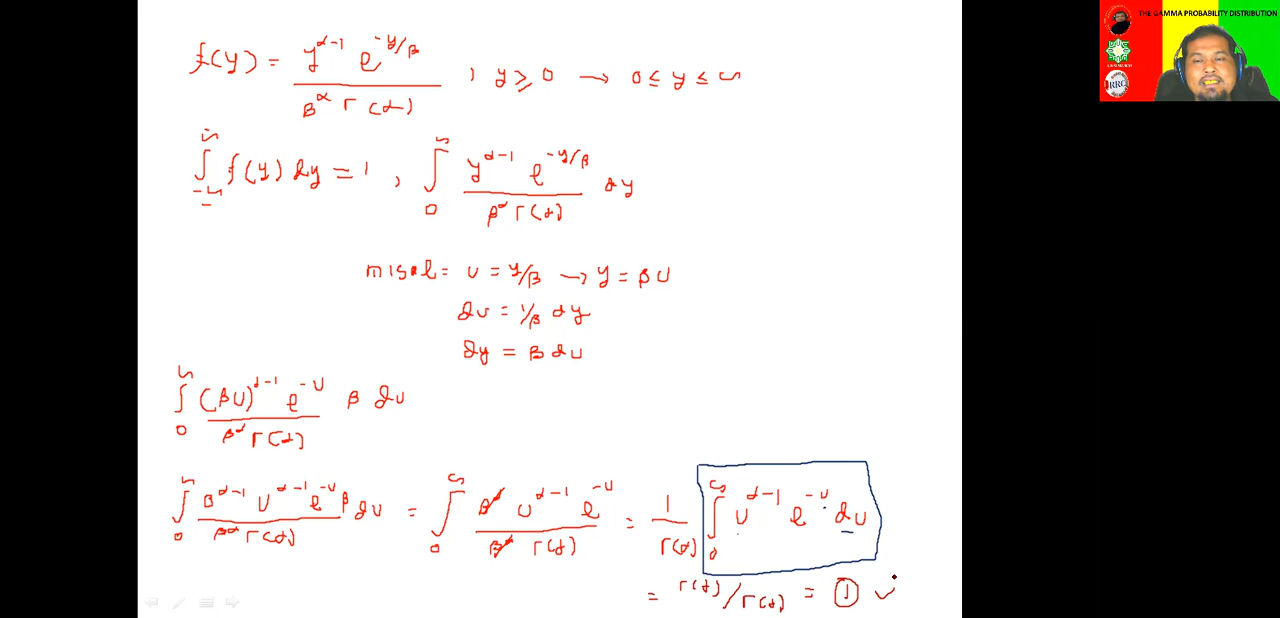 THE GAMMA PROBABILITY DISTRIBUTION
RRC
f(y) = y^{α-1} e^{-y/β} / β^α Γ(α) , y ≥ 0 → 0 ≤ y ≤ ∞
∫_{-∞}^{∞} f(y) dy = 1 , ∫_0^∞ y^{α-1} e^{-y/β} / β^α Γ(α) dy
misal = u = y/β → y = βu
du = 1/β dy
dy = β du
∫_0^∞ (βu)^{α-1} e^{-u} / β^α Γ(α) β du
∫_0^∞ β^{α-1} u^{α-1} e^{-u} β / β^α Γ(α) du = ∫_0^∞ β^α u^{α-1} e^{-u} / β^α Γ(α) = 1/Γ(α) ∫_0^∞ u^{α-1} e^{-u} du
= Γ(α)/Γ(α) = 1 ✓